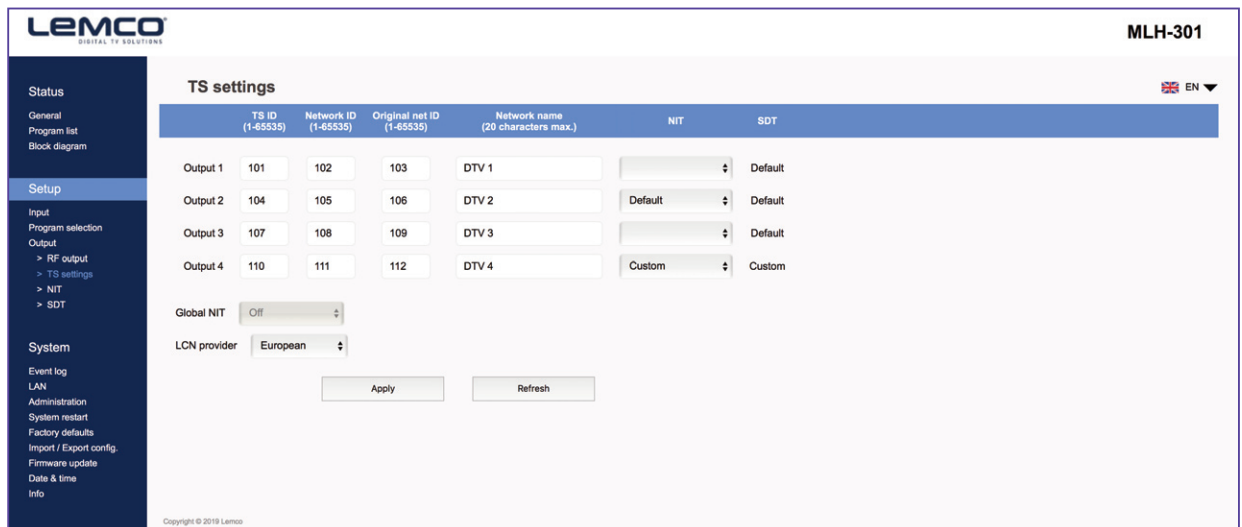 LEMCO
DIGITAL TV SOLUTIONS
MLH-301
Status
General
Program list
Block diagram
Setup
Input
Program selection
Output
> RF output
> TS settings
> NIT
> SDT
System
Event log
LAN
Administration
System restart
Factory defaults
Import / Export config.
Firmware update
Date & time
Info
TS settings
EN
TS ID (1-65535) Network ID (1-65535) Original net ID (1-65535) Network name (20 characters max.) NIT SDT
Output 1 101 102 103 DTV 1 Default
Output 2 104 105 106 DTV 2 Default Default
Output 3 107 108 109 DTV 3 Default
Output 4 110 111 112 DTV 4 Custom Custom
Global NIT Off
LCN provider European
Apply Refresh
Copyright © 2019 Lemco